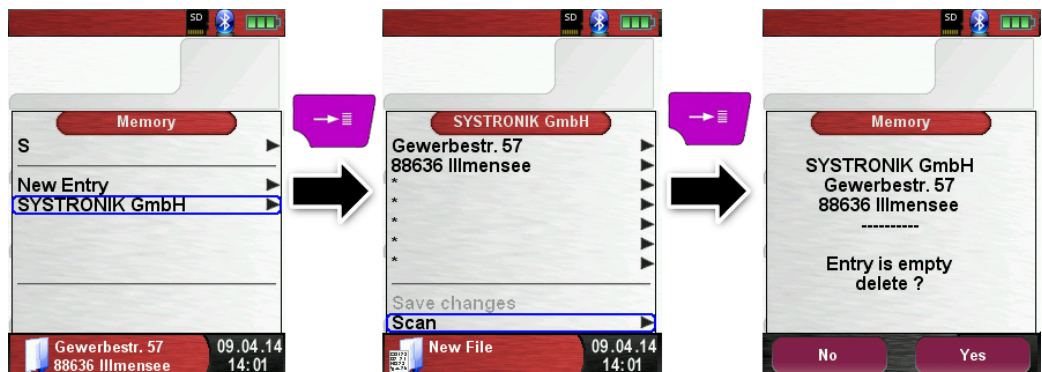 SD
Memory
S
New Entry
SYSTRONIK GmbH
Gewerbestr. 57
88636 Illmensee
09.04.14
14:01
SD
SYSTRONIK GmbH
Gewerbestr. 57
88636 Illmensee
*
*
*
*
*
Save changes
Scan
New File
09.04.14
14:01
SD
Memory
SYSTRONIK GmbH
Gewerbestr. 57
88636 Illmensee
----------
Entry is empty
delete ?
No
Yes